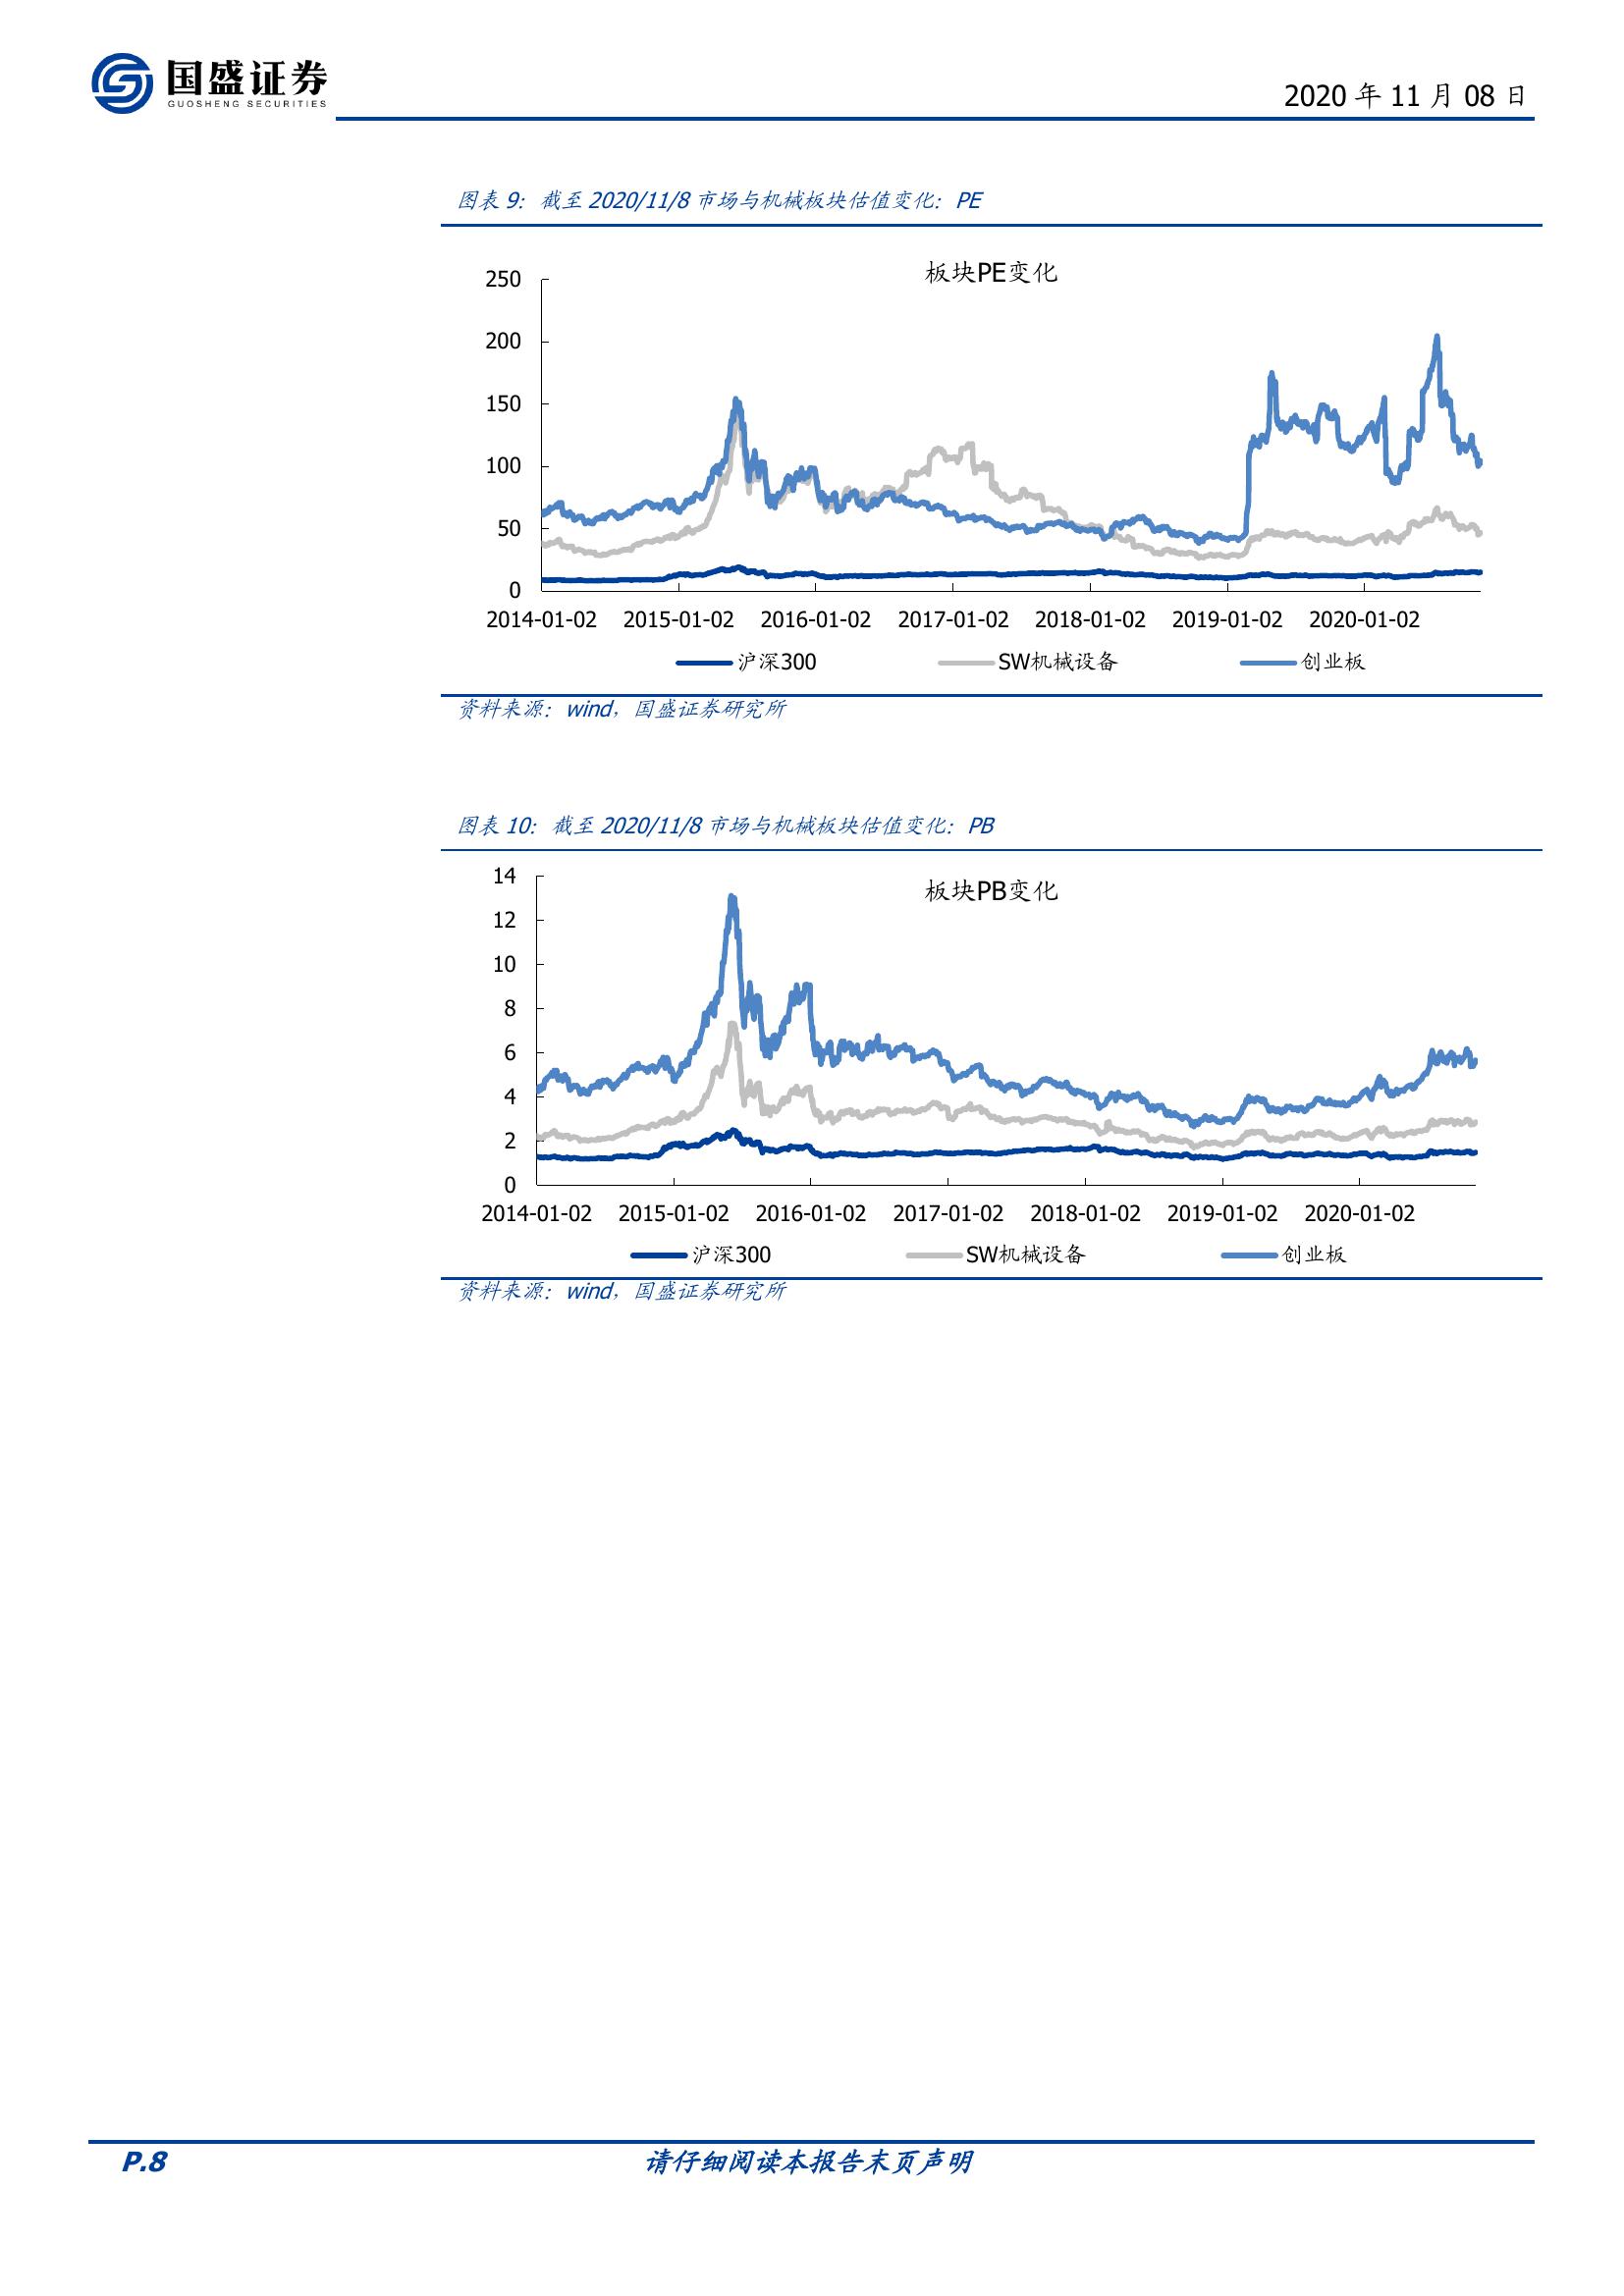 国盛证券
GUOSHENG SECURITIES
2020 年 11 月 08 日
图表 9：截至 2020/11/8 市场与机械板块估值变化：PE
板块PE变化
250
200
150
100
50
0
2014-01-02 2015-01-02 2016-01-02 2017-01-02 2018-01-02 2019-01-02 2020-01-02
沪深300 SW机械设备 创业板
资料来源：wind，国盛证券研究所
图表 10：截至 2020/11/8 市场与机械板块估值变化：PB
板块PB变化
14
12
10
8
6
4
2
0
2014-01-02 2015-01-02 2016-01-02 2017-01-02 2018-01-02 2019-01-02 2020-01-02
沪深300 SW机械设备 创业板
资料来源：wind，国盛证券研究所
P.8 请仔细阅读本报告末页声明